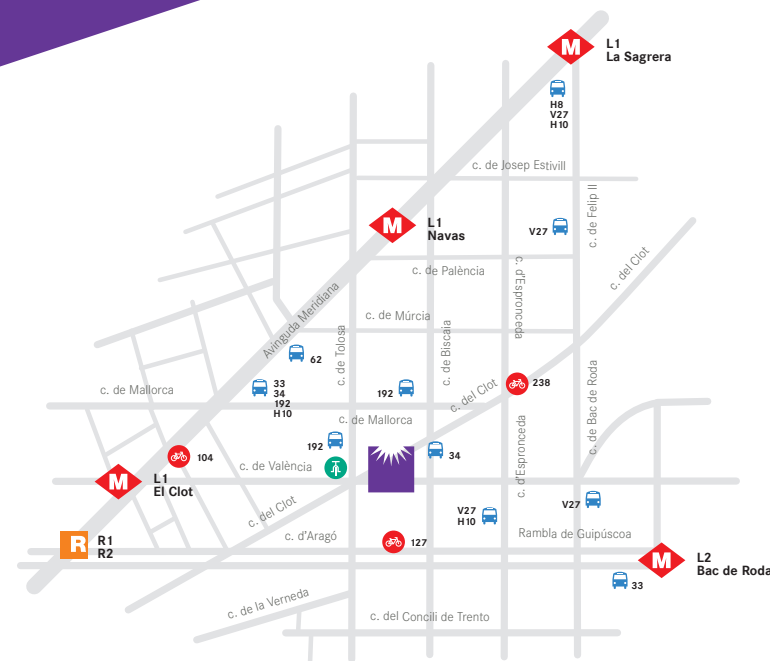 M
L1
La Sagrera
H8
V27
H10
c. de Josep Estivill
M
L1
Navas
V27
c. de Felip II
c. del Clot
c. de Palència
c. d'Espronceda
Avinguda Meridiana
c. de Múrcia
c. de Tolosa
c. de Biscaia
62
33
34
192
H10
192
c. del Clot
238
c. de Bac de Roda
c. de Mallorca
c. de Mallorca
192
34
c. d'Espronceda
104
c. de València
M
L1
El Clot
c. del Clot
V27
H10
V27
R
R1
R2
c. d'Aragó
127
Rambla de Guipúscoa
M
L2
Bac de Roda
33
c. de la Verneda
c. del Concili de Trento